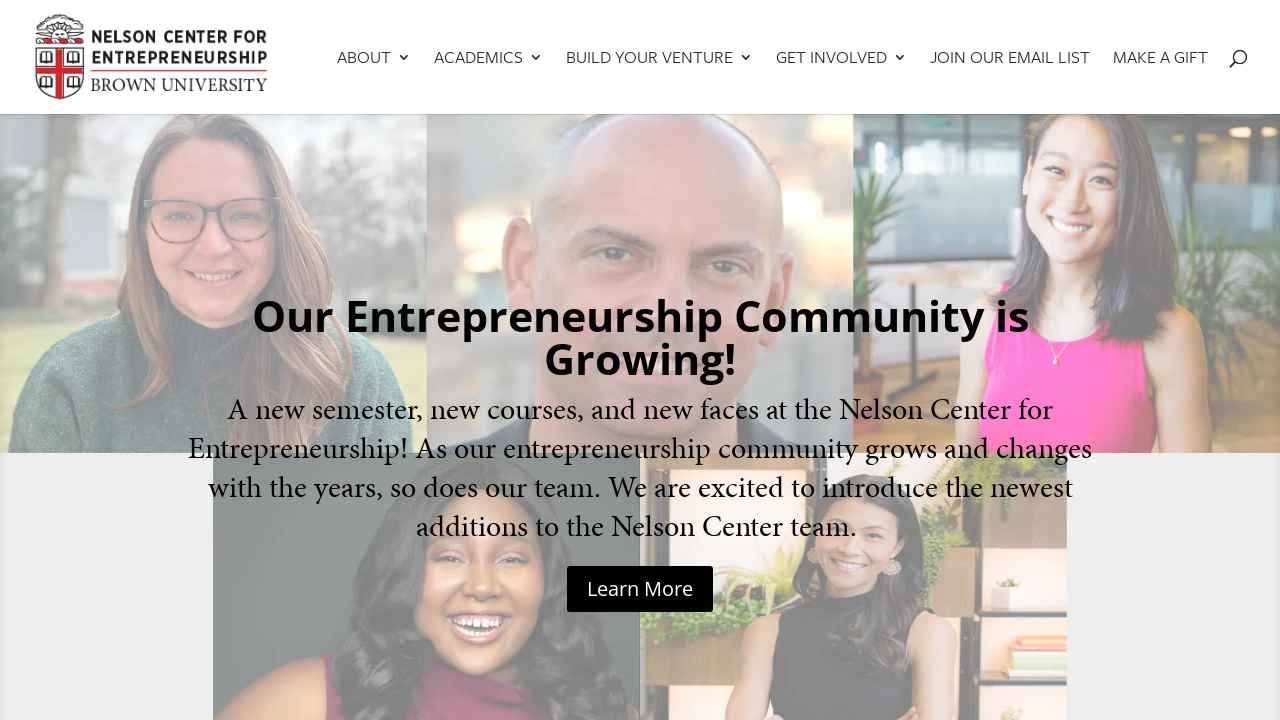 NELSON CENTER FOR
ENTREPRENEURSHIP
BROWN UNIVERSITY
ABOUT
ACADEMICS
BUILD YOUR VENTURE
GET INVOLVED
JOIN OUR EMAIL LIST
MAKE A GIFT
Our Entrepreneurship Community is
Growing!
A new semester, new courses, and new faces at the Nelson Center for
Entrepreneurship! As our entrepreneurship community grows and changes
with the years, so does our team. We are excited to introduce the newest
additions to the Nelson Center team.
Learn More